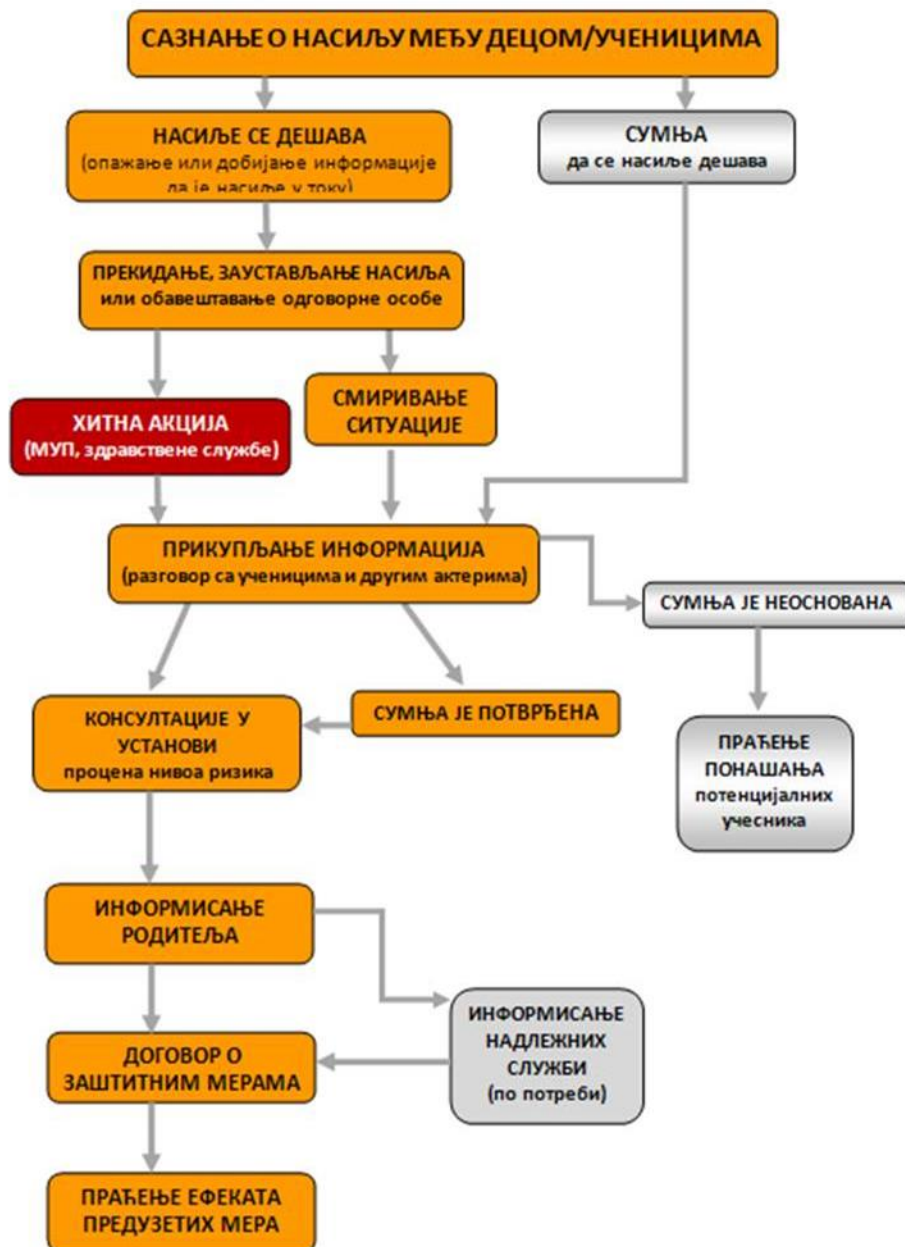 САЗНАЊЕ О НАСИЉУ МЕЂУ ДЕЦОМ/УЧЕНИЦИМА
НАСИЉЕ СЕ ДЕШАВА
(опажање или добијање информације
да је насиље у току)
СУМЊА
да се насиље дешава
ПРЕКИДАЊЕ, ЗАУСТАВЉАЊЕ НАСИЉА
или обавештавање одговорне особе
ХИТНА АКЦИЈА
(МУП, здравствене службе)
СМИРИВАЊЕ
СИТУАЦИЈЕ
ПРИКУПЉАЊЕ ИНФОРМАЦИЈА
(разговор са ученицима и другим актерима)
СУМЊА ЈЕ НЕОСНОВАНА
КОНСУЛТАЦИЈЕ У
УСТАНОВИ
процена нивоа ризика
СУМЊА ЈЕ ПОТВРЂЕНА
ПРАЋЕЊЕ
ПОНАШАЊА
потенцијалних
учесника
ИНФОРМИСАЊЕ
РОДИТЕЉА
ИНФОРМИСАЊЕ
НАДЛЕЖНИХ
СЛУЖБИ
(по потреби)
ДОГОВОР О
ЗАШТИТНИМ МЕРАМА
ПРАЋЕЊЕ ЕФЕКАТА
ПРЕДУЗЕТИХ МЕРА